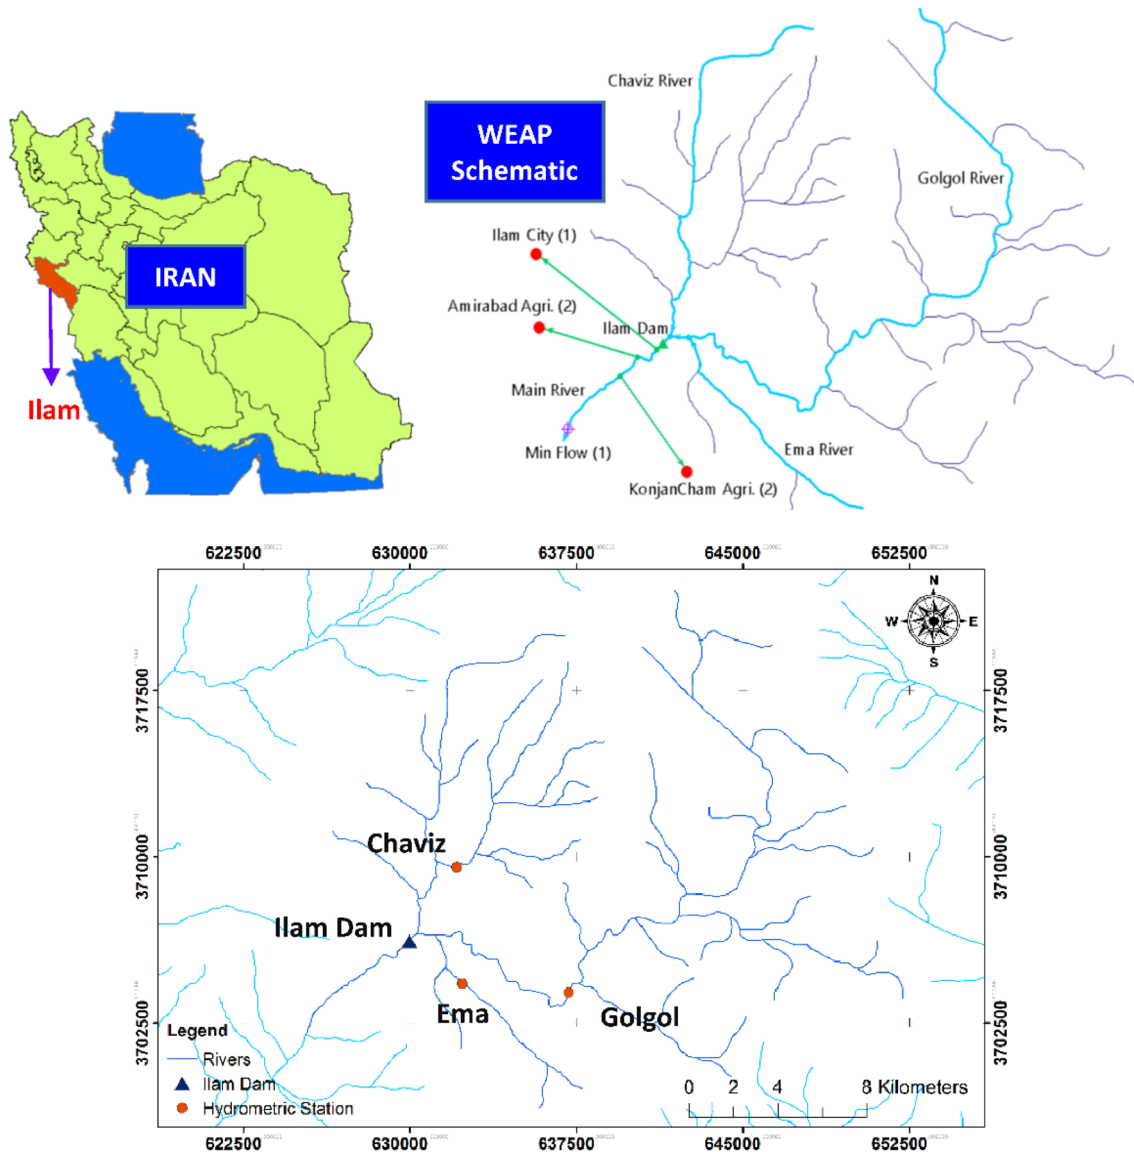 Chaviz River
WEAP
Schematic
Golgol River
Ilam City (1)
IRAN
Amirabad Agri. (2)
Ilam Dam
Main River
Ilam
Min Flow (1)
Ema River
KonjanCham Agri. (2)
622500 630000 637500 645000 652500
N
W E
S
3717500 3717500
Chaviz
3710000 3710000
Ilam Dam
Ema
Golgol
3702500 3702500
Legend
Rivers
Ilam Dam
Hydrometric Station
0 2 4 8 Kilometers
622500 630000 637500 645000 652500